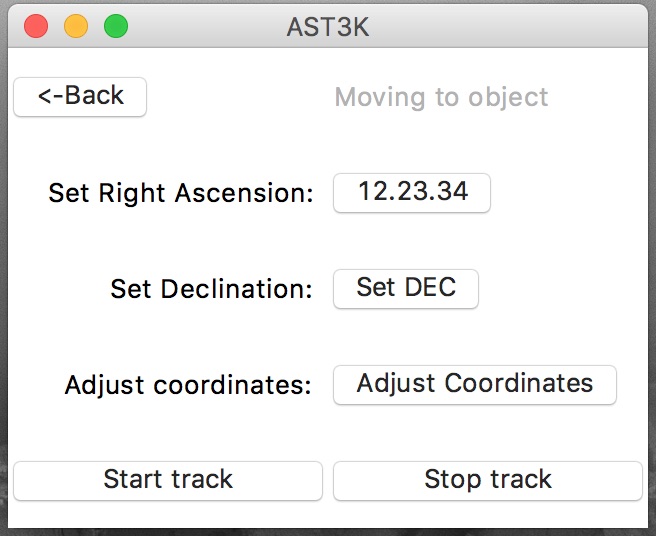 AST3K
<-Back
Moving to object
Set Right Ascension:
12.23.34
Set Declination:
Set DEC
Adjust coordinates:
Adjust Coordinates
Start track
Stop track